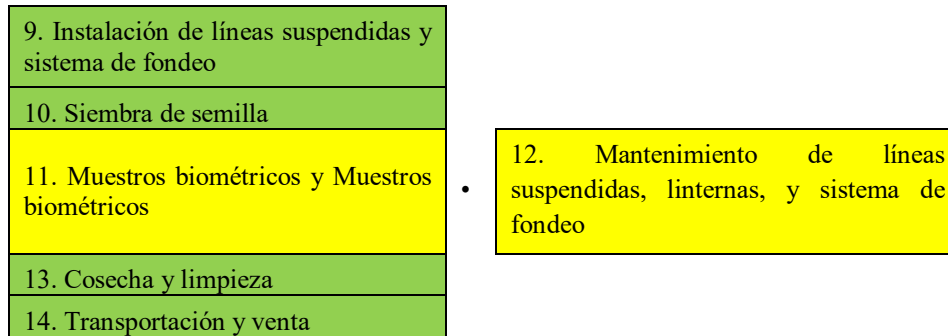 9. Instalación de líneas suspendidas y
sistema de fondeo
10. Siembra de semilla
11. Muestros biométricos y Muestros
biométricos
•
12. Mantenimiento de líneas
suspendidas, linternas, y sistema de
fondeo
13. Cosecha y limpieza
14. Transportación y venta